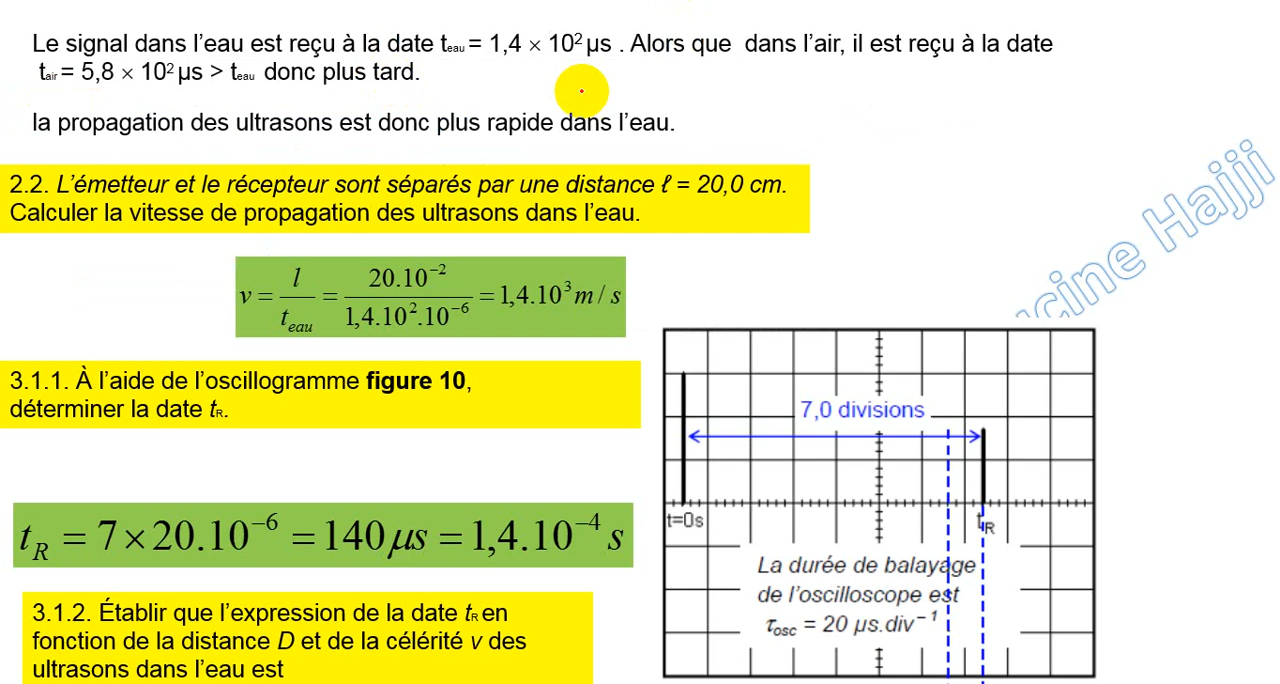 Le signal dans l'eau est reçu à la date teau = 1,4 × 10² µs . Alors que dans l'air, il est reçu à la date
tair = 5,8 × 10² µs > teau donc plus tard.
la propagation des ultrasons est donc plus rapide dans l'eau.
2.2. L'émetteur et le récepteur sont séparés par une distance ℓ = 20,0 cm.
Calculer la vitesse de propagation des ultrasons dans l'eau.
v = l / teau = 20.10⁻² / 1,4.10².10⁻⁶ = 1,4.10³ m / s
3.1.1. À l'aide de l'oscillogramme figure 10,
déterminer la date tR.
tR = 7 × 20.10⁻⁶ = 140 µs = 1,4.10⁻⁴ s
3.1.2. Établir que l'expression de la date tR en
fonction de la distance D et de la célérité v des
ultrasons dans l'eau est
7,0 divisions
t=0s
tR
La durée de balayage
de l'oscilloscope est
τosc = 20 µs.div⁻¹
Hajji